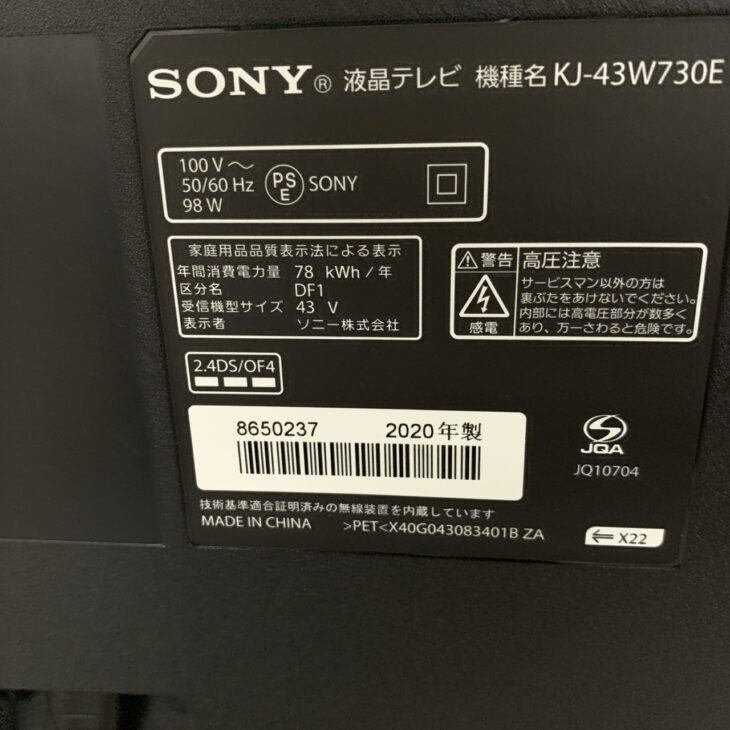 SONY® 液晶テレビ 機種名 KJ-43W730E
100 V～
50/60 Hz
98 W
PS
E
SONY
家庭用品品質表示法による表示
年間消費電力量 78 kWh/年
区分名 DF1
受信機型サイズ 43 V
表示者 ソニー株式会社
警告 高圧注意
感電
サービスマン以外の方は
裏ぶたをあけないでください。
内部には高電圧部分が数多く
あり、万一さわると危険です。
2.4DS/OF4
8650237 2020年製
JQA
JQ10704
技術基準適合証明済みの無線装置を内蔵しています
MADE IN CHINA >PET<X40G043083401B ZA
⇐ X22